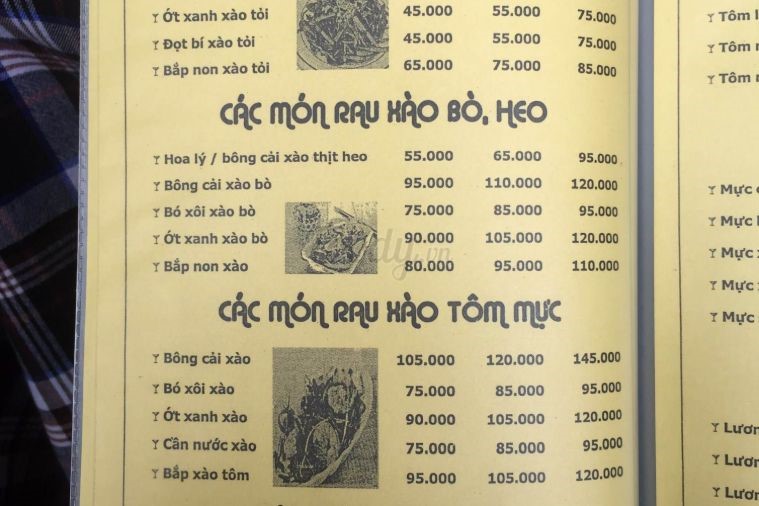 Ớt xanh xào tỏi 45.000 55.000 75.000
Đọt bí xào tỏi 45.000 55.000 75.000
Bắp non xào tỏi 65.000 75.000 85.000
CÁC MÓN RAU XÀO BÒ, HEO
Hoa lý / bông cải xào thịt heo 55.000 65.000 95.000
Bông cải xào bò 95.000 110.000 120.000
Bó xôi xào bò 75.000 85.000 95.000
Ớt xanh xào bò 90.000 105.000 120.000
Bắp non xào 80.000 95.000 110.000
CÁC MÓN RAU XÀO TÔM MỰC
Bông cải xào 105.000 120.000 145.000
Bó xôi xào 75.000 85.000 95.000
Ớt xanh xào 90.000 105.000 120.000
Cần nước xào 75.000 85.000 95.000
Bắp xào tôm 95.000 105.000 120.000
Tôm
Tôm
Tôm
Mực
Mực
Mực
Mực
Mực